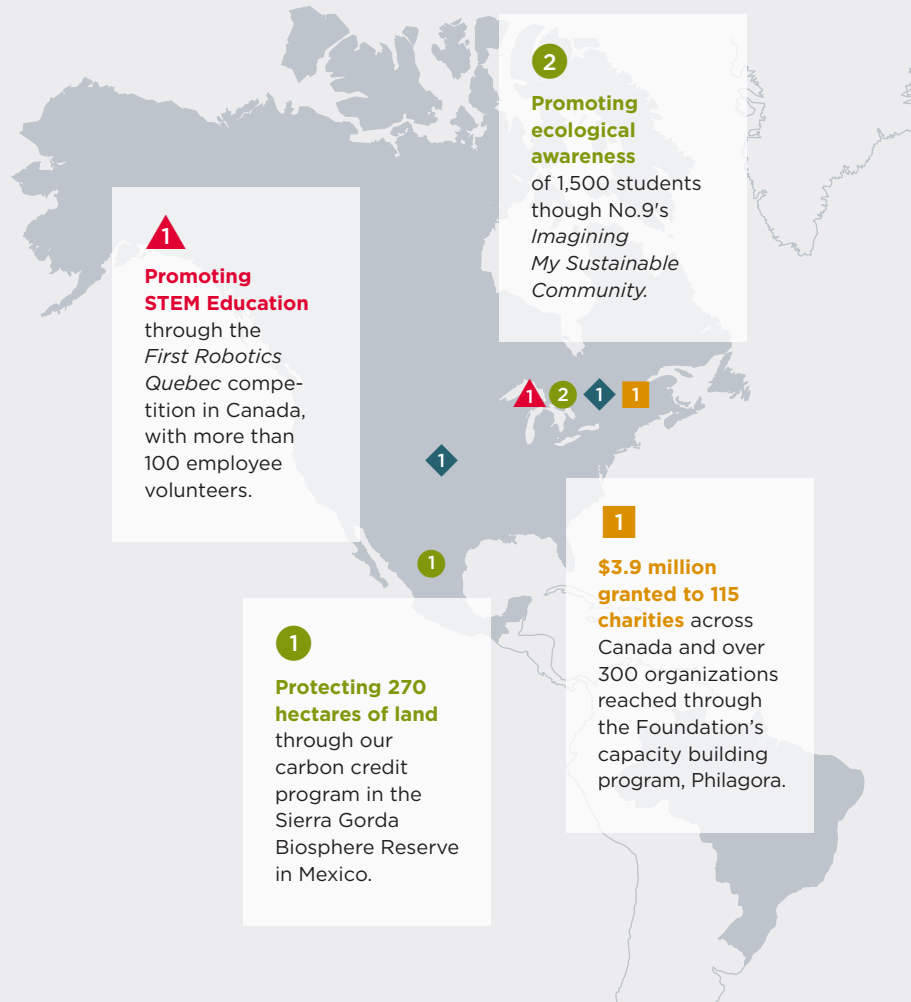 2
Promoting
ecological
awareness
of 1,500 students
though No.9's
Imagining
My Sustainable
Community.
1
Promoting
STEM Education
through the
First Robotics
Quebec compe-
tition in Canada,
with more than
100 employee
volunteers.
1 2 1 1
1
1
1
$3.9 million
granted to 115
charities across
Canada and over
300 organizations
reached through
the Foundation’s
capacity building
program, Philagora.
1
Protecting 270
hectares of land
through our
carbon credit
program in the
Sierra Gorda
Biosphere Reserve
in Mexico.